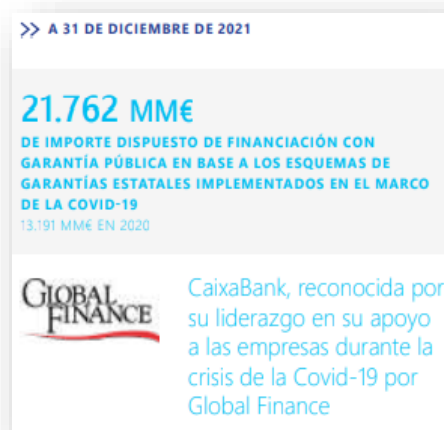 >> A 31 DE DICIEMBRE DE 2021
21.762 MM€
DE IMPORTE DISPUESTO DE FINANCIACIÓN CON
GARANTÍA PÚBLICA EN BASE A LOS ESQUEMAS DE
GARANTÍAS ESTATALES IMPLEMENTADOS EN EL MARCO
DE LA COVID-19
13.191 MM€ EN 2020
GLOBAL
FINANCE
CaixaBank, reconocida por
su liderazgo en su apoyo
a las empresas durante la
crisis de la Covid-19 por
Global Finance